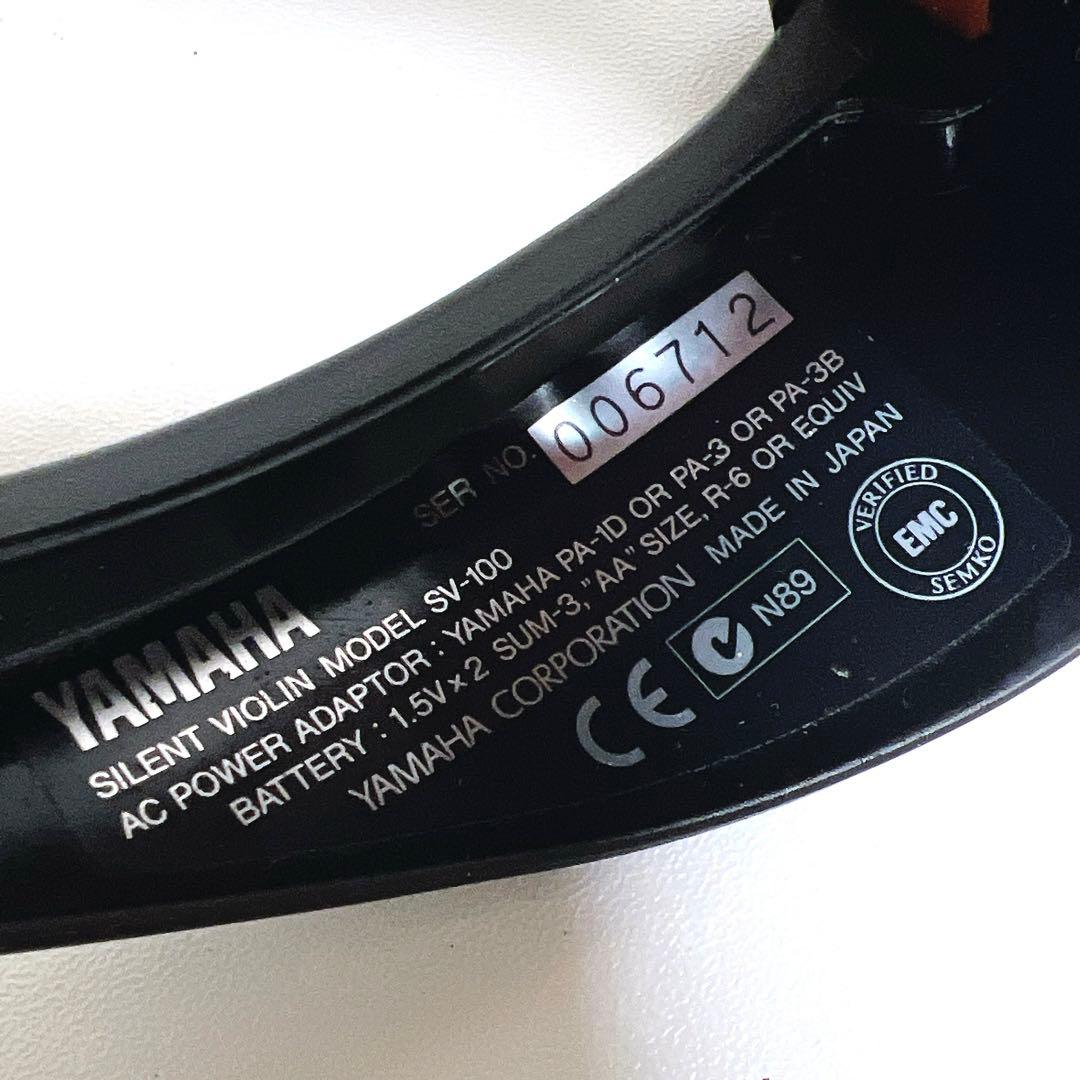 SER NO. 006712
YAMAHA
SILENT VIOLIN MODEL SV-100
AC POWER ADAPTOR : YAMAHA PA-1D OR PA-3 OR PA-3B
BATTERY : 1.5V x 2 SUM-3, "AA" SIZE, R-6 OR EQUIV
YAMAHA CORPORATION MADE IN JAPAN
CE N89
VERIFIED
EMC
SEMKO